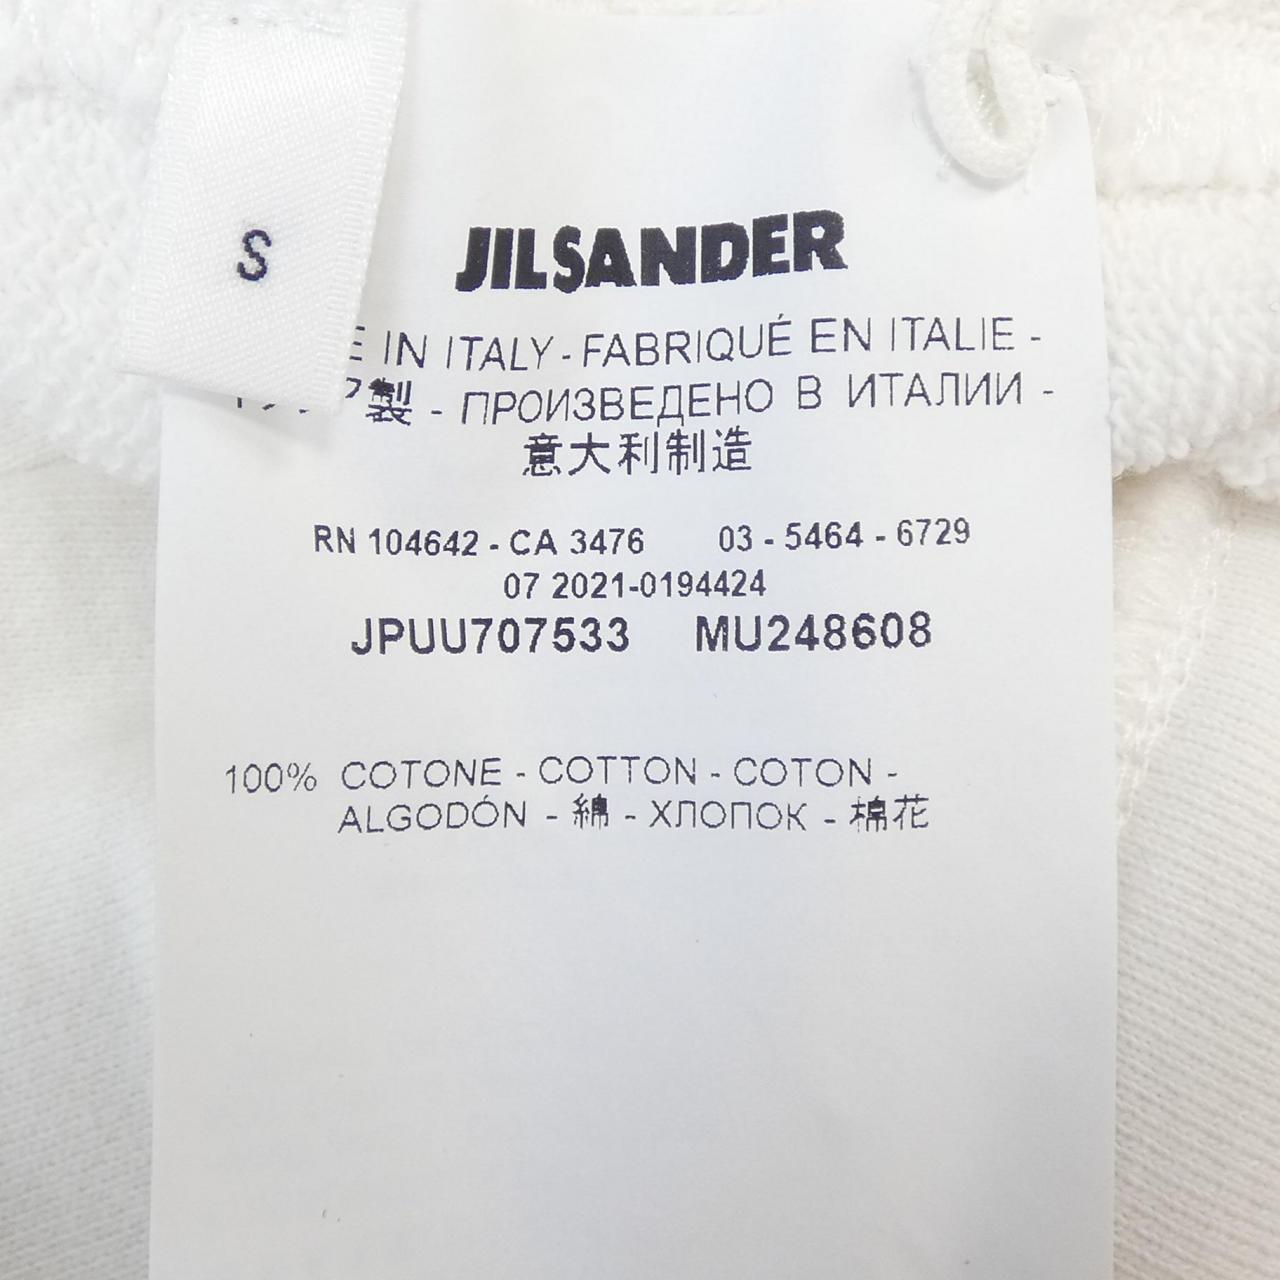 S
JILSANDER
IN ITALY - FABRIQUÉ EN ITALIE -
製 - ПРОИЗВЕДЕНО В ИТАЛИИ -
意大利制造
RN 104642 - CA 3476 03 - 5464 - 6729
07 2021-0194424
JPUU707533 MU248608
100% COTONE - COTTON - COTON -
ALGODÓN - 綿 - ХЛОПОК - 棉花